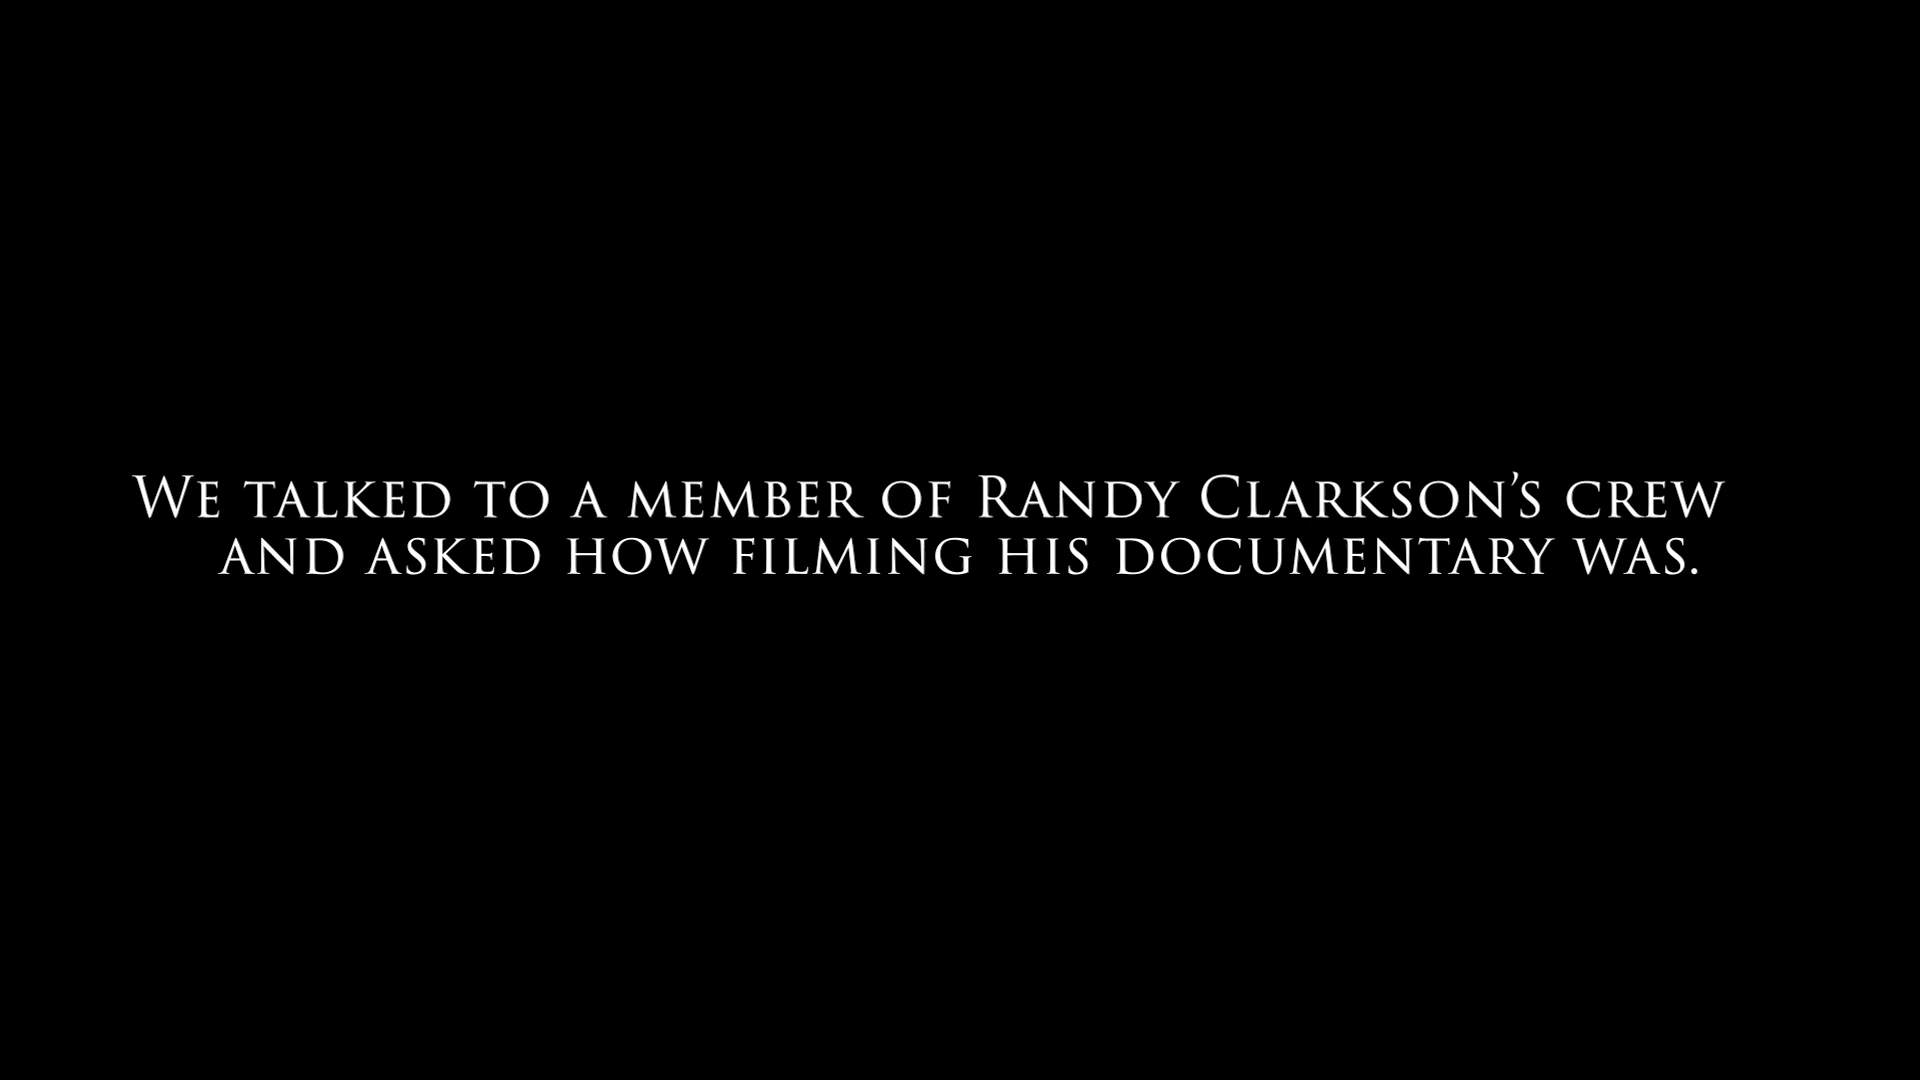 We talked to a member of Randy Clarkson’s crew
and asked how filming his documentary was.